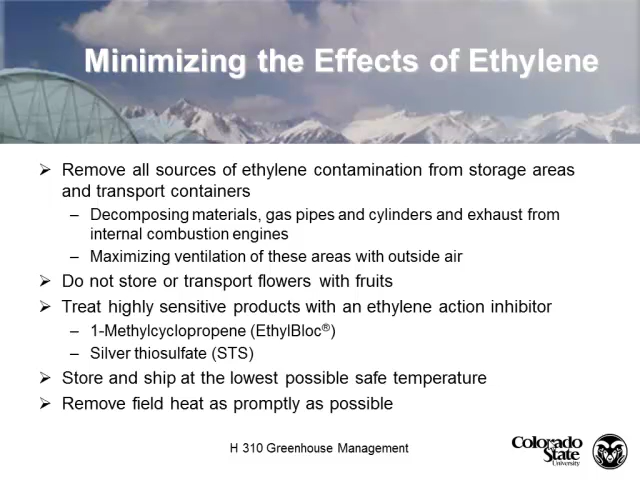 Minimizing the Effects of Ethylene
➢ Remove all sources of ethylene contamination from storage areas
and transport containers
– Decomposing materials, gas pipes and cylinders and exhaust from
internal combustion engines
– Maximizing ventilation of these areas with outside air
➢ Do not store or transport flowers with fruits
➢ Treat highly sensitive products with an ethylene action inhibitor
– 1-Methylcyclopropene (EthylBloc®)
– Silver thiosulfate (STS)
➢ Store and ship at the lowest possible safe temperature
➢ Remove field heat as promptly as possible
H 310 Greenhouse Management
Colorado
State
University